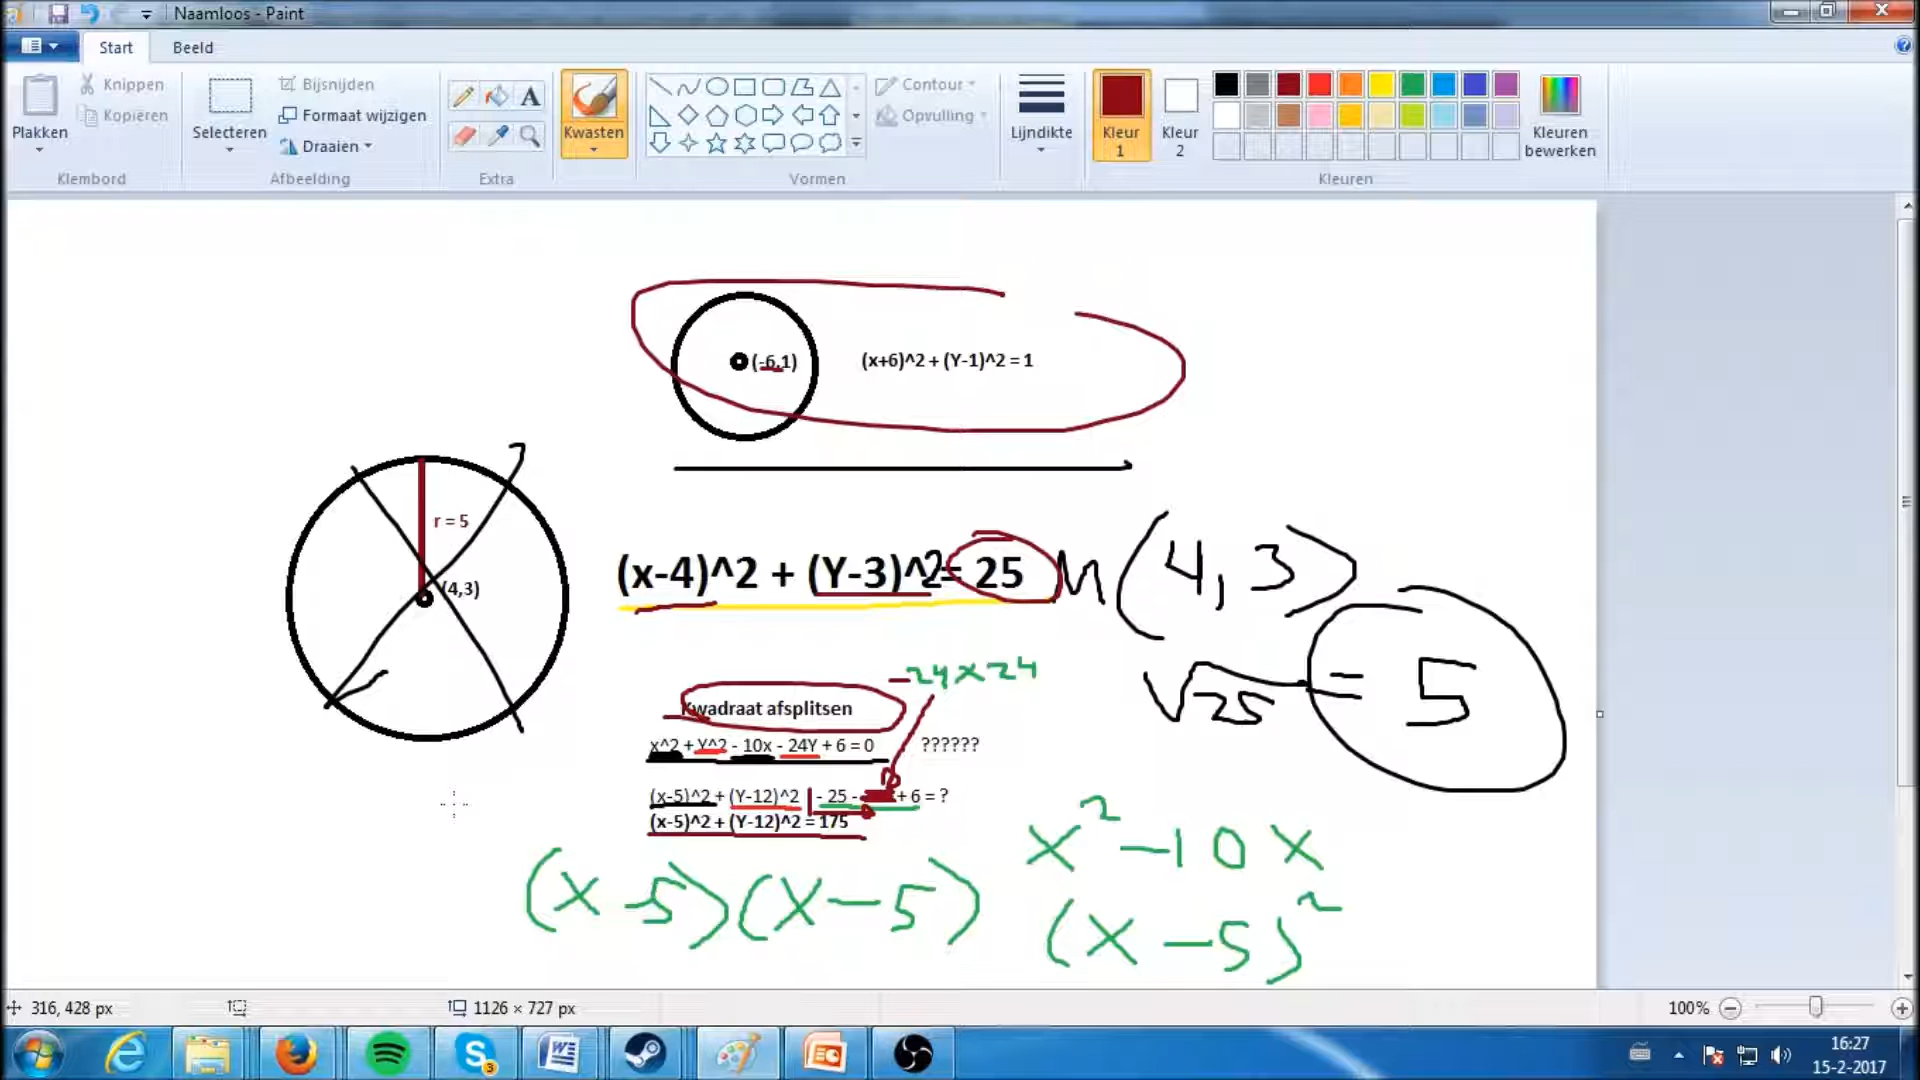 Naamloos - Paint
Start Beeld
Plakken
Knippen
Kopiëren
Klembord
Selecteren
Bijsnijden
Formaat wijzigen
Draaien
Afbeelding
A
Extra
Kwasten
Contour
Opvulling
Vormen
Lijndikte
Kleur 1
Kleur 2
Kleuren bewerken
Kleuren
(-6,1) (x+6)^2 + (Y-1)^2 = 1
r = 5
(4,3)
(x-4)^2 + (Y-3)^2= 25 M (4,3)
√25 = 5
-24x24
Kwadraat afsplitsen
x^2 + Y^2 - 10x - 24Y + 6 = 0 ??????
(x-5)^2 + (Y-12)^2 - 25 - + 6 = ?
(x-5)^2 + (Y-12)^2 = 175
x²-10x
(x-5)(x-5)
(x-5)²
316, 428 px
1126 × 727 px
100%
S 3
16:27
15-2-2017